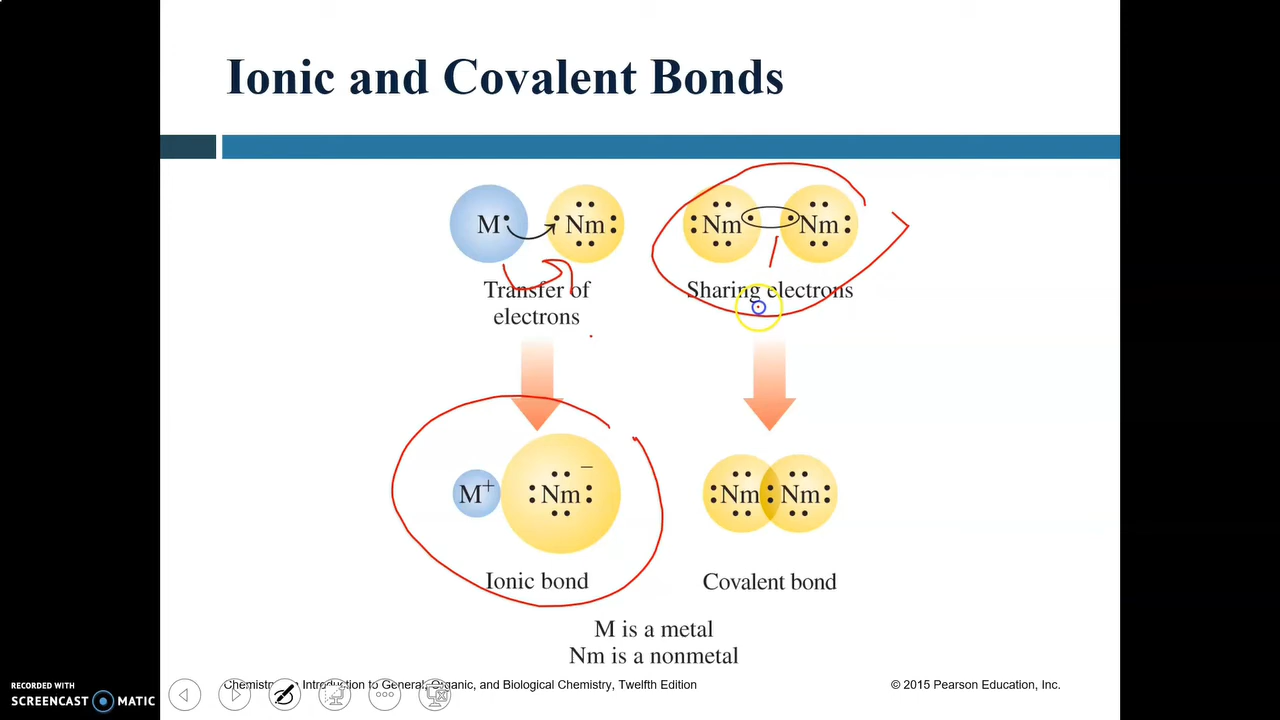 Ionic and Covalent Bonds
M Nm Nm Nm
Transfer of
electrons
Sharing electrons
M+ Nm− Nm Nm
Ionic bond
Covalent bond
M is a metal
Nm is a nonmetal
RECORDED WITH
SCREENCAST MATIC
Introduction to General, Organic, and Biological Chemistry, Twelfth Edition
© 2015 Pearson Education, Inc.